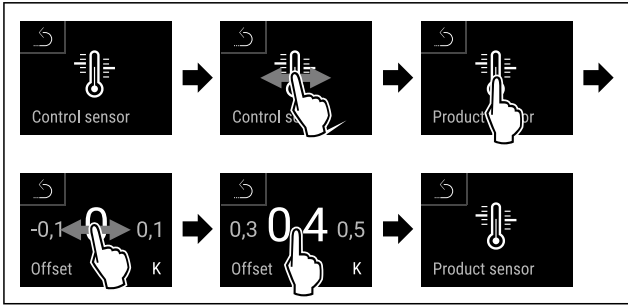 Control sensor
Control
Product
-0,1 0 0,1
Offset K
0,3 0,4 0,5
Offset K
Product sensor